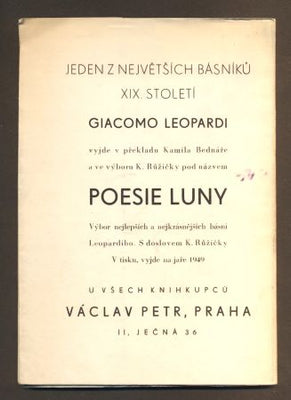 JEDEN Z NEJVĚTŠÍCH BÁSNÍKŮ
XIX. STOLETÍ
GIACOMO LEOPARDI
vyjde v překladu Kamila Bednáře
a ve výboru K. Růžičky pod názvem
POESIE LUNY
Výbor nejlepších a nejkrásnějších básní
Leopardiho. S doslovem K. Růžičky
V tisku, vyjde na jaře 1949
U VŠECH KNIHKUPCŮ
VÁCLAV PETR, PRAHA
II, JEČNÁ 36